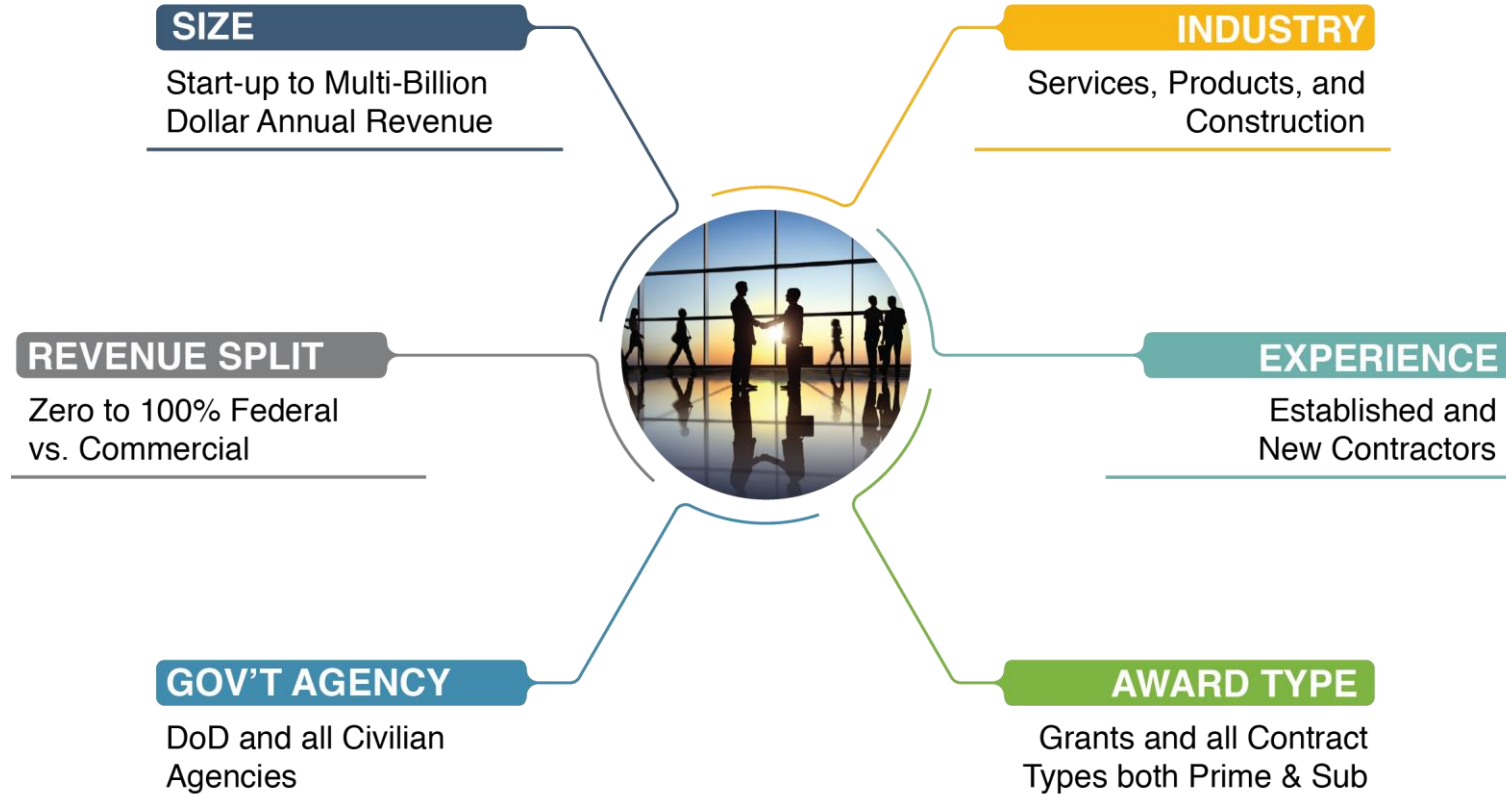 SIZE
Start-up to Multi-Billion
Dollar Annual Revenue
INDUSTRY
Services, Products, and
Construction
REVENUE SPLIT
Zero to 100% Federal
vs. Commercial
EXPERIENCE
Established and
New Contractors
GOV'T AGENCY
DoD and all Civilian
Agencies
AWARD TYPE
Grants and all Contract
Types both Prime & Sub